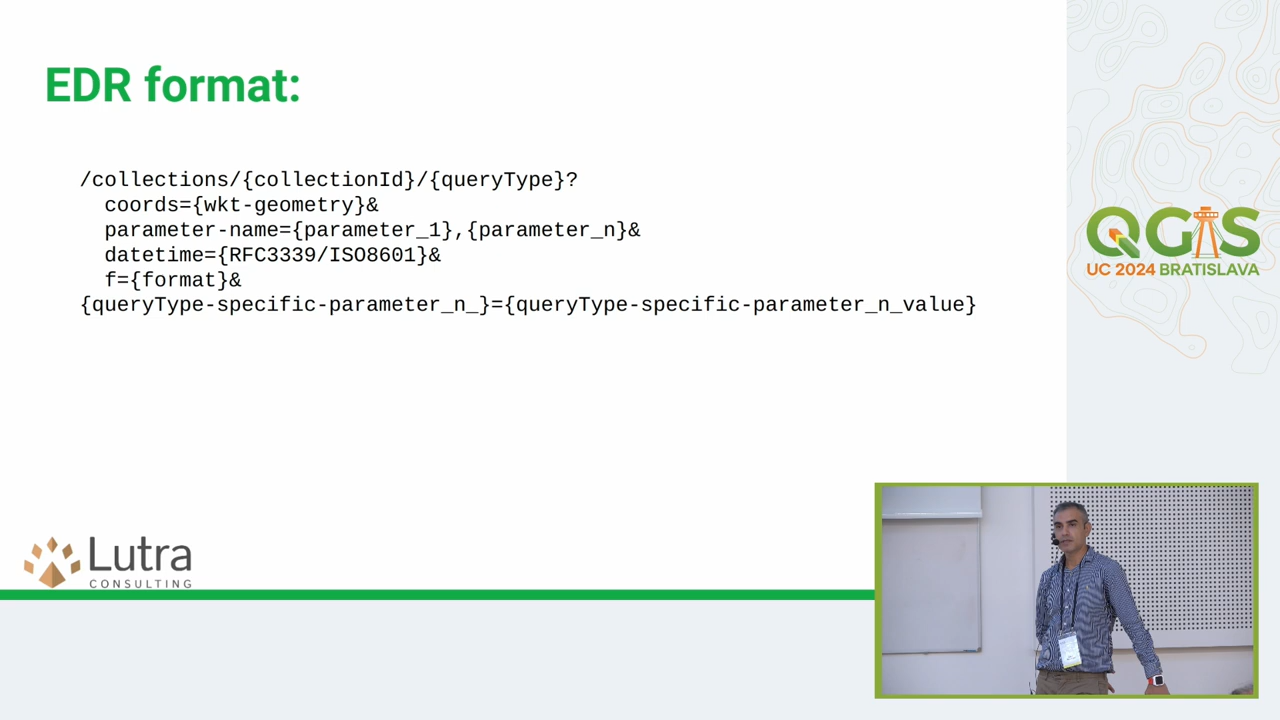 EDR format:
/collections/{collectionId}/{queryType}?
coords={wkt-geometry}&
parameter-name={parameter_1},{parameter_n}&
datetime={RFC3339/ISO8601}&
f={format}&
{queryType-specific-parameter_n_}={queryType-specific-parameter_n_value}
QGIS
UC 2024 BRATISLAVA
Lutra
CONSULTING